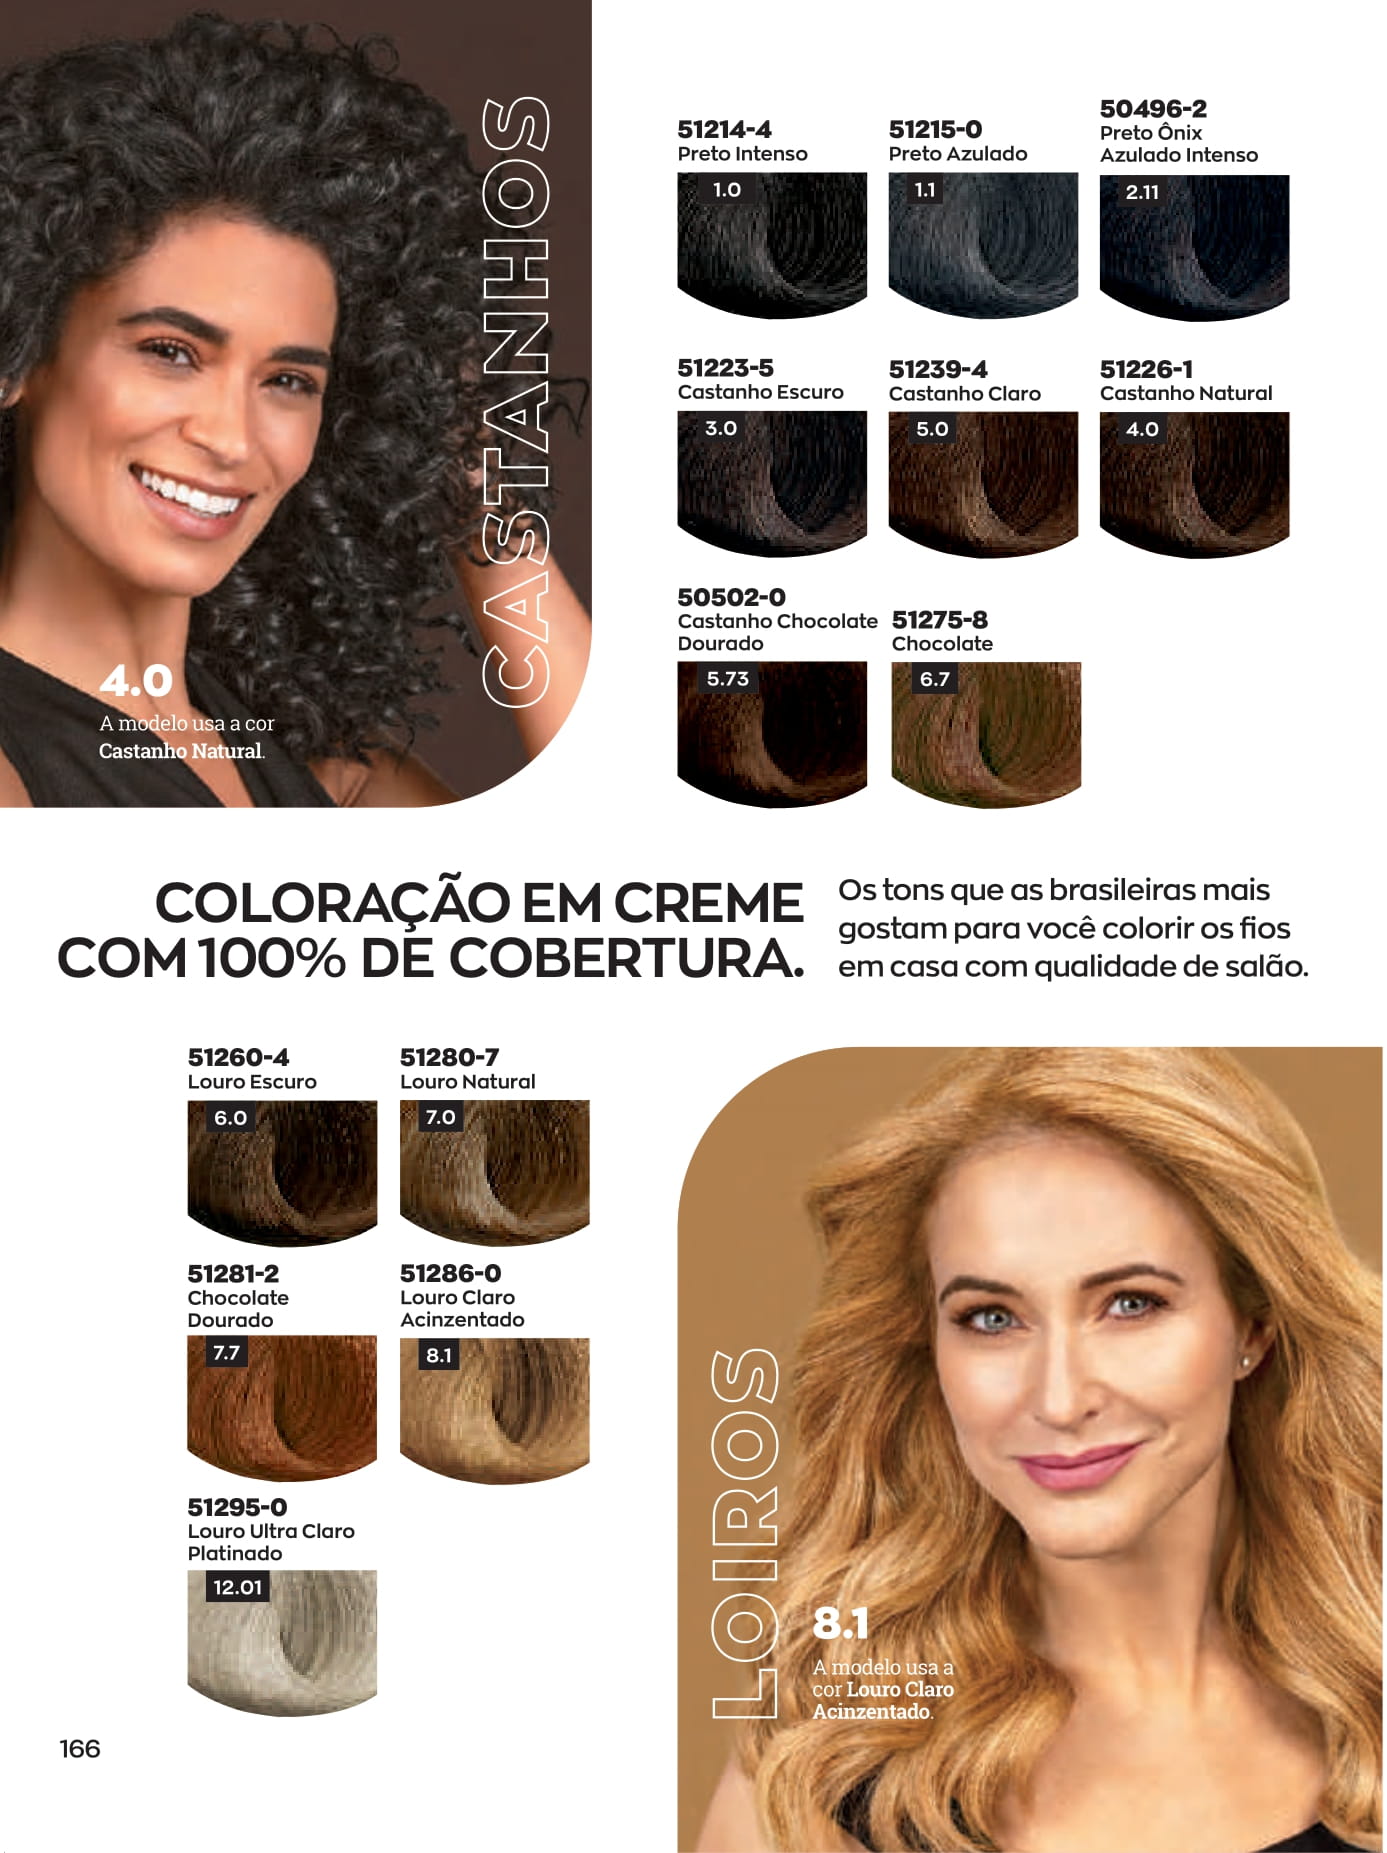 CASTANHOS
4.0
A modelo usa a cor
Castanho Natural.
51214-4
Preto Intenso
1.0
51215-0
Preto Azulado
1.1
50496-2
Preto Ônix
Azulado Intenso
2.11
51223-5
Castanho Escuro
3.0
51239-4
Castanho Claro
5.0
51226-1
Castanho Natural
4.0
50502-0
Castanho Chocolate
Dourado
5.73
51275-8
Chocolate
6.7
COLORAÇÃO EM CREME
COM 100% DE COBERTURA.
Os tons que as brasileiras mais
gostam para você colorir os fios
em casa com qualidade de salão.
51260-4
Louro Escuro
6.0
51280-7
Louro Natural
7.0
51281-2
Chocolate
Dourado
7.7
51286-0
Louro Claro
Acinzentado
8.1
51295-0
Louro Ultra Claro
Platinado
12.01
LOIROS
8.1
A modelo usa a
cor Louro Claro
Acinzentado.
166